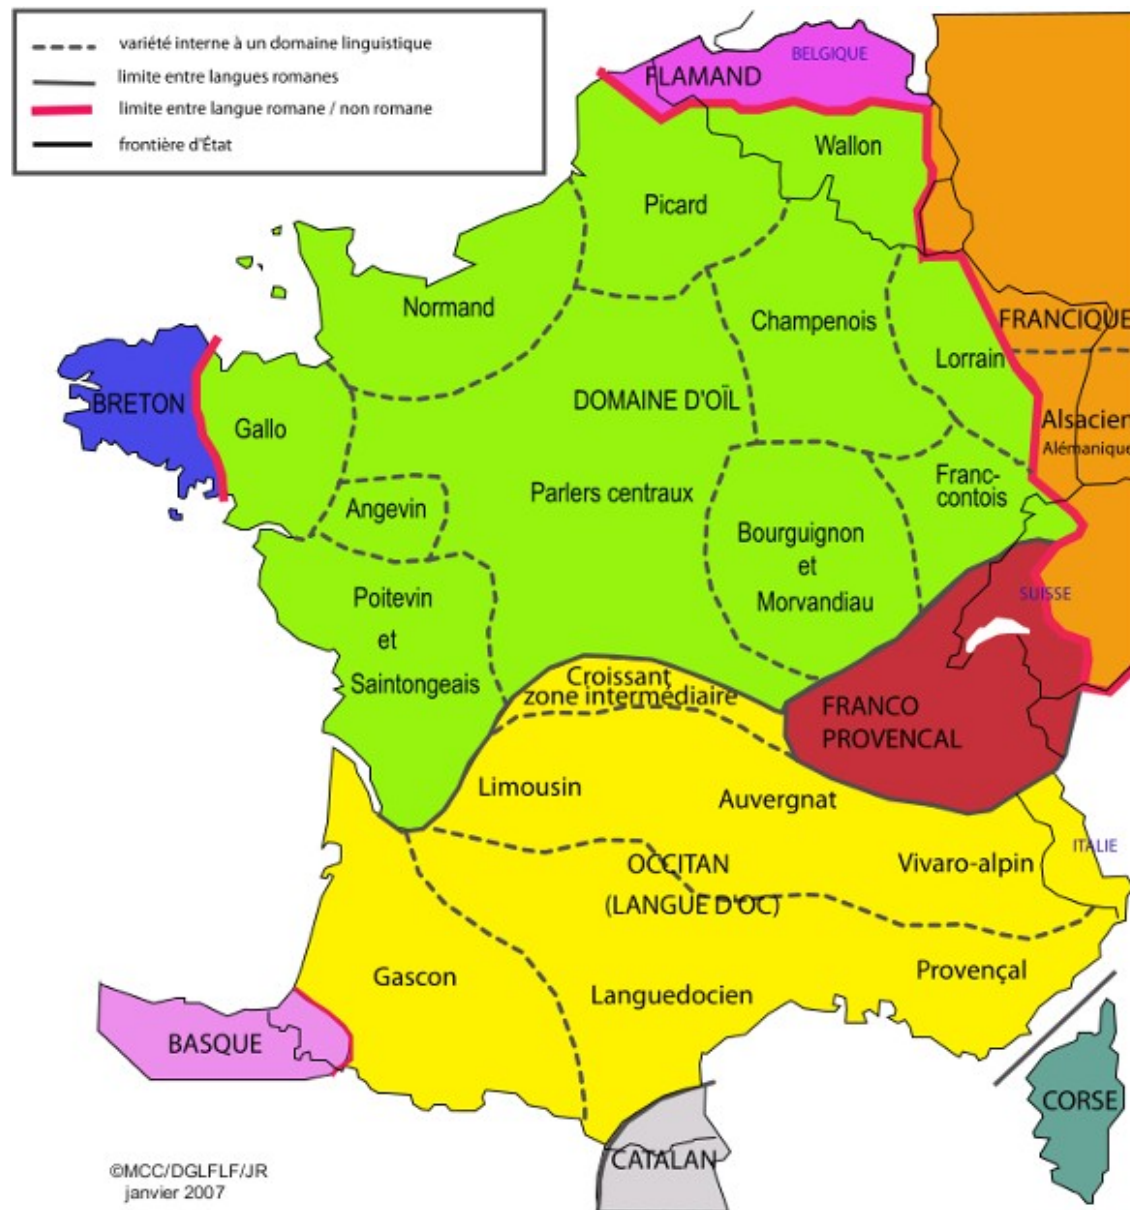 variété interne à un domaine linguistique
limite entre langues romanes
limite entre langue romane / non romane
frontière d'État
BELGIQUE
FLAMAND
Wallon
Picard
Normand
Champenois
FRANCIQUE
Lorrain
BRETON
Gallo
DOMAINE D'OÏL
Alsacien
Alémanique
Parlers centraux
Franc-
contois
Angevin
Bourguignon
et
Morvandiau
Poitevin
et
Saintongeais
SUISSE
Croissant
zone intermédiaire
FRANCO
PROVENCAL
Limousin
Auvergnat
ITALIE
OCCITAN
(LANGUE D'OC)
Vivaro-alpin
Gascon
Languedocien
Provençal
BASQUE
CORSE
CATALAN
©MCC/DGLFLF/JR
janvier 2007